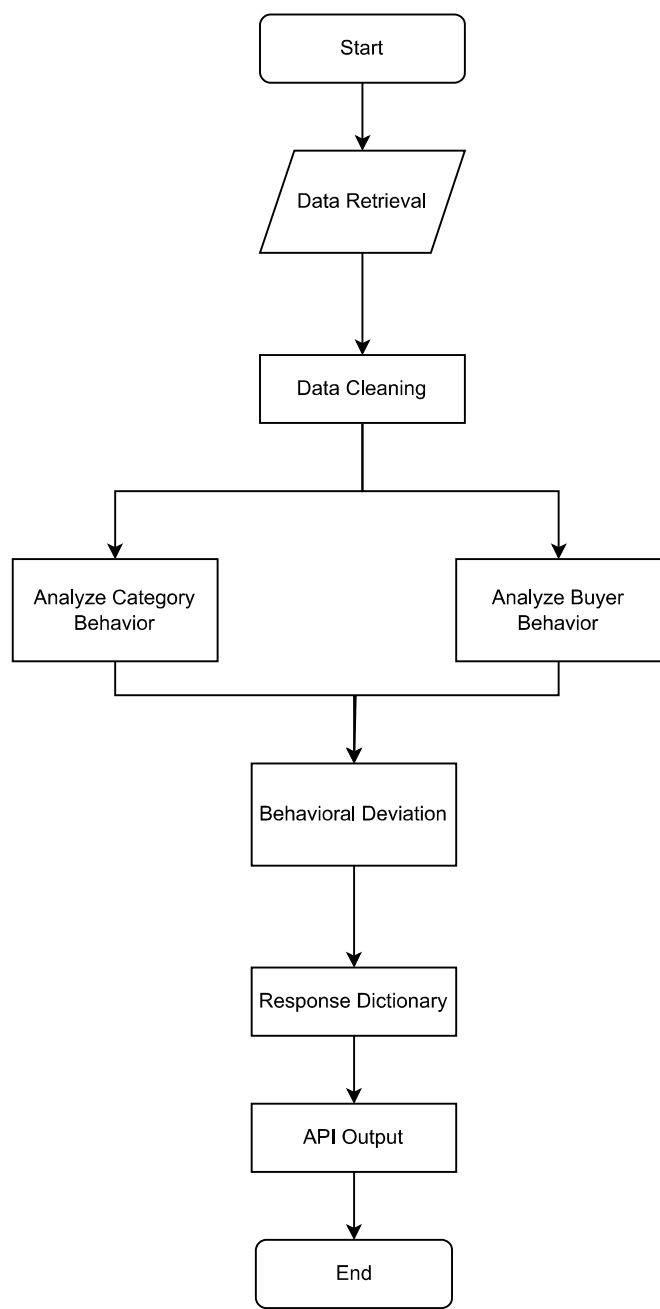 Start
Data Retrieval
Data Cleaning
Analyze Category
Behavior
Analyze Buyer
Behavior
Behavioral Deviation
Response Dictionary
API Output
End